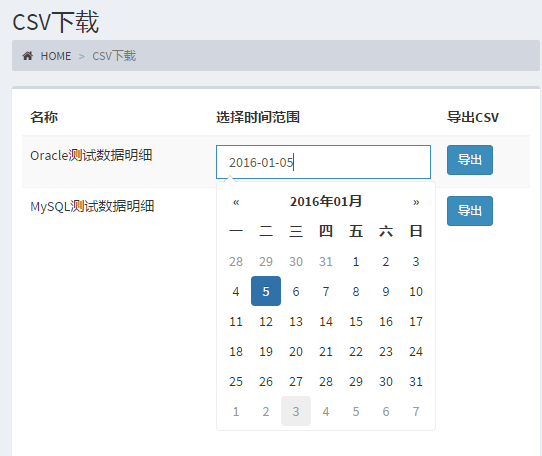 CSV下载
HOME > CSV下载
名称 选择时间范围 导出CSV
Oracle测试数据明细 2016-01-05 导出
MySQL测试数据明细 导出
« 2016年01月 »
一 二 三 四 五 六 日
28 29 30 31 1 2 3
4 5 6 7 8 9 10
11 12 13 14 15 16 17
18 19 20 21 22 23 24
25 26 27 28 29 30 31
1 2 3 4 5 6 7